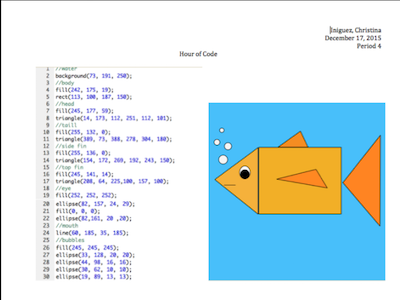 Iniguez, Christina
December 17, 2015
Period 4
Hour of Code
1 //water
2 background(73, 191, 250);
3 //body
4 fill(242, 175, 19);
5 rect(113, 100, 187, 150);
6 //head
7 fill(245, 177, 59);
8 triangle(14, 173, 112, 251, 112, 101);
9 //taill
10 fill(255, 132, 0);
11 triangle(389, 73, 388, 278, 304, 180);
12 //side fin
13 fill(255, 136, 0);
14 triangle(154, 172, 269, 192, 243, 150);
15 //top fin
16 fill(245, 141, 14);
17 triangle(208, 64, 225,100, 157, 100);
18 //eye
19 fill(252, 252, 252);
20 ellipse(82, 157, 24, 29);
21 fill(0, 0, 0);
22 ellipse(82,161, 20 ,20);
23 //mouth
24 line(60, 185, 35, 185);
25 //bubbles
26 fill(245, 245, 245);
27 ellipse(33, 128, 20, 20);
28 ellipse(44, 98, 16, 16);
29 ellipse(30, 62, 10, 10);
30 ellipse(19, 89, 13, 13);